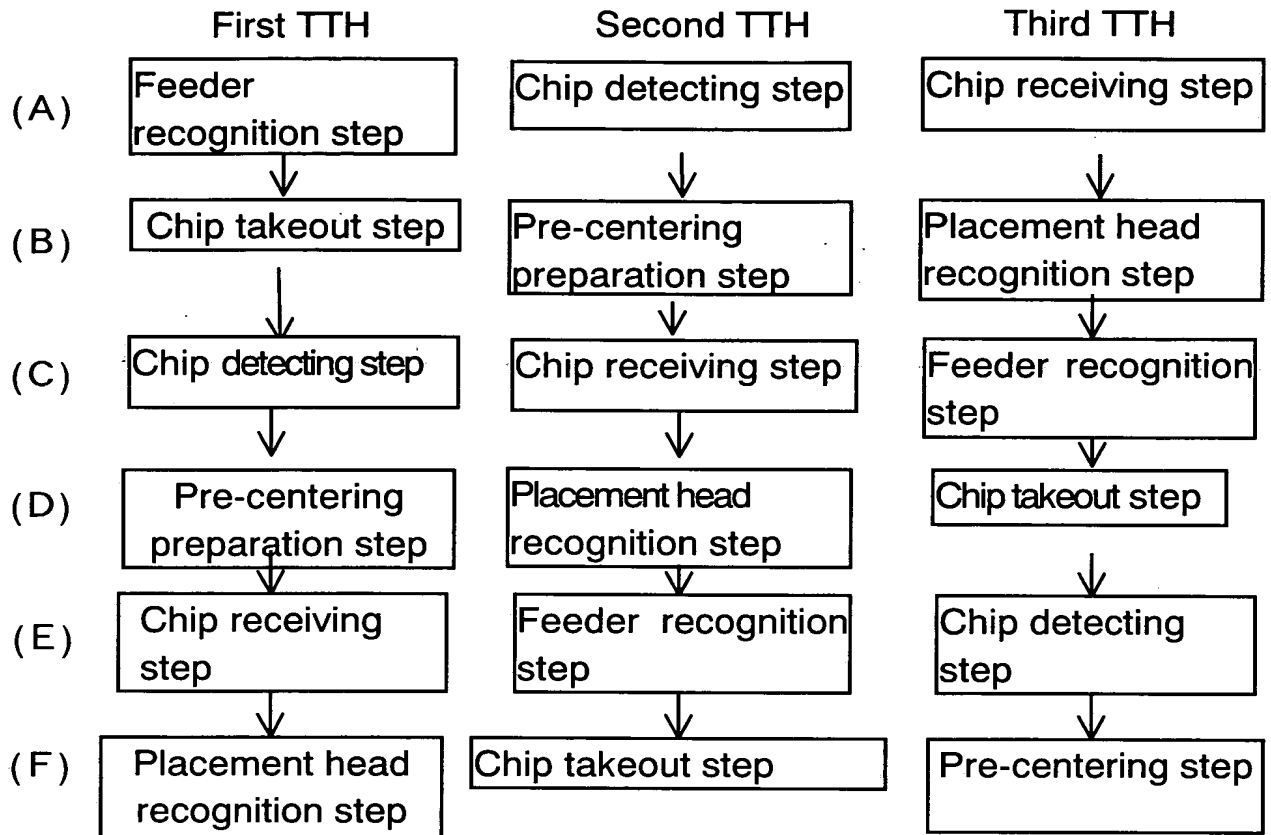 First TTH Second TTH Third TTH
(A)
Feeder
recognition step
Chip detecting step
Chip receiving step
(B)
Chip takeout step
Pre-centering
preparation step
Placement head
recognition step
(C)
Chip detecting step
Chip receiving step
Feeder recognition
step
(D)
Pre-centering
preparation step
Placement head
recognition step
Chip takeout step
(E)
Chip receiving
step
Feeder recognition
step
Chip detecting
step
(F)
Placement head
recognition step
Chip takeout step
Pre-centering step